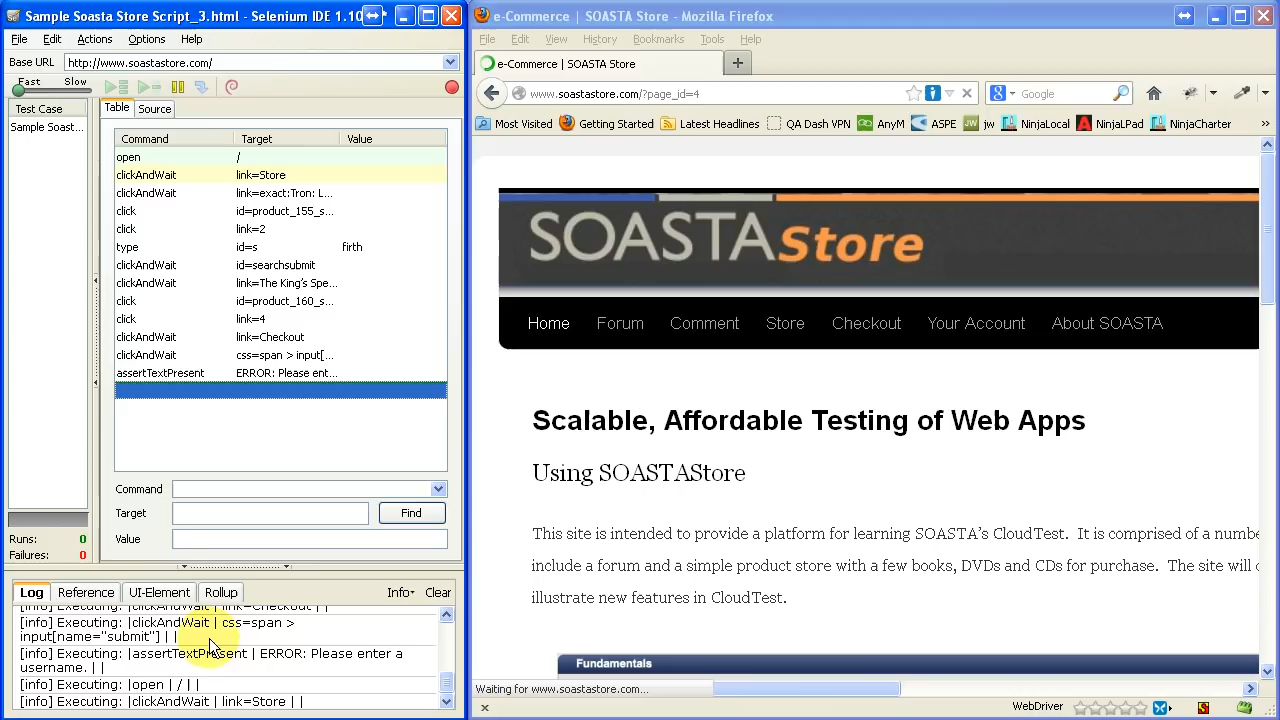 Sample Soasta Store Script_3.html - Selenium IDE 1.10
File Edit Actions Options Help
Base URL http://www.soastastore.com/
Fast Slow
Test Case
Sample Soast...
Table Source
Command Target Value
open /
clickAndWait link=Store
clickAndWait link=exact:Tron: L...
click id=product_155_s...
click link=2
type id=s firth
clickAndWait id=searchsubmit
clickAndWait link=The King's Spe...
click id=product_160_s...
click link=4
clickAndWait link=Checkout
clickAndWait css=span > input[...
assertTextPresent ERROR: Please ent...
Command
Target Find
Value
Runs: 0
Failures: 0
Log Reference UI-Element Rollup Info Clear
[info] Executing: |clickAndWait | link=Checkout | |
[info] Executing: |clickAndWait | css=span >
input[name="submit"] | |
[info] Executing: |assertTextPresent | ERROR: Please enter a
username. | |
[info] Executing: |open | / | |
[info] Executing: |clickAndWait | link=Store | |
e-Commerce | SOASTA Store - Mozilla Firefox
File Edit View History Bookmarks Tools Help
e-Commerce | SOASTA Store
www.soastastore.com/?page_id=4
Google
Most Visited Getting Started Latest Headlines QA Dash VPN AnyM ASPE jw NinjaLocal NinjaLPad NinjaCharter »
SOASTA Store
Home Forum Comment Store Checkout Your Account About SOASTA
Scalable, Affordable Testing of Web Apps
Using SOASTAStore
This site is intended to provide a platform for learning SOASTA's CloudTest. It is comprised of a numbe
include a forum and a simple product store with a few books, DVDs and CDs for purchase. The site will
illustrate new features in CloudTest.
Fundamentals
Waiting for www.soastastore.com...
WebDriver